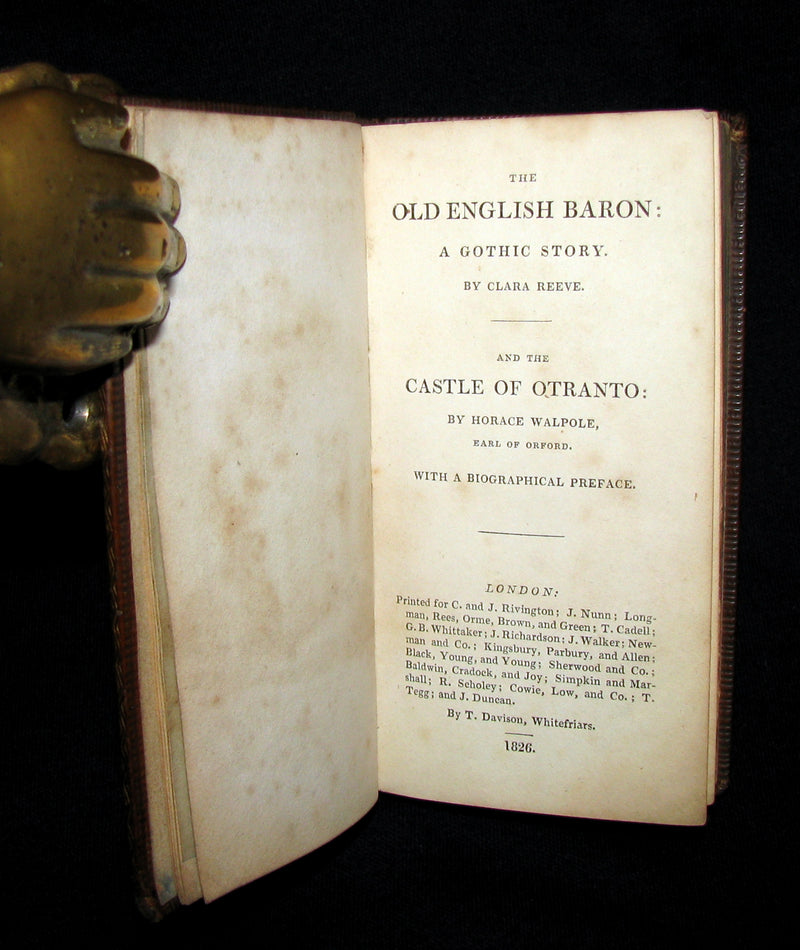 THE
OLD ENGLISH BARON:
A GOTHIC STORY.
BY CLARA REEVE.
AND THE
CASTLE OF OTRANTO:
BY HORACE WALPOLE,
EARL OF ORFORD.
WITH A BIOGRAPHICAL PREFACE.
LONDON:
Printed for C. and J. Rivington; J. Nunn; Long-
man, Rees, Orme, Brown, and Green; T. Cadell;
G. B. Whittaker; J. Richardson; J. Walker; New-
man and Co.; Kingsbury, Parbury, and Allen;
Black, Young, and Young; Sherwood and Co.;
Baldwin, Cradock, and Joy; Simpkin and Mar-
shall; R. Scholey; Cowie, Low, and Co.; T.
Tegg; and J. Duncan.
By T. Davison, Whitefriars.
1826.